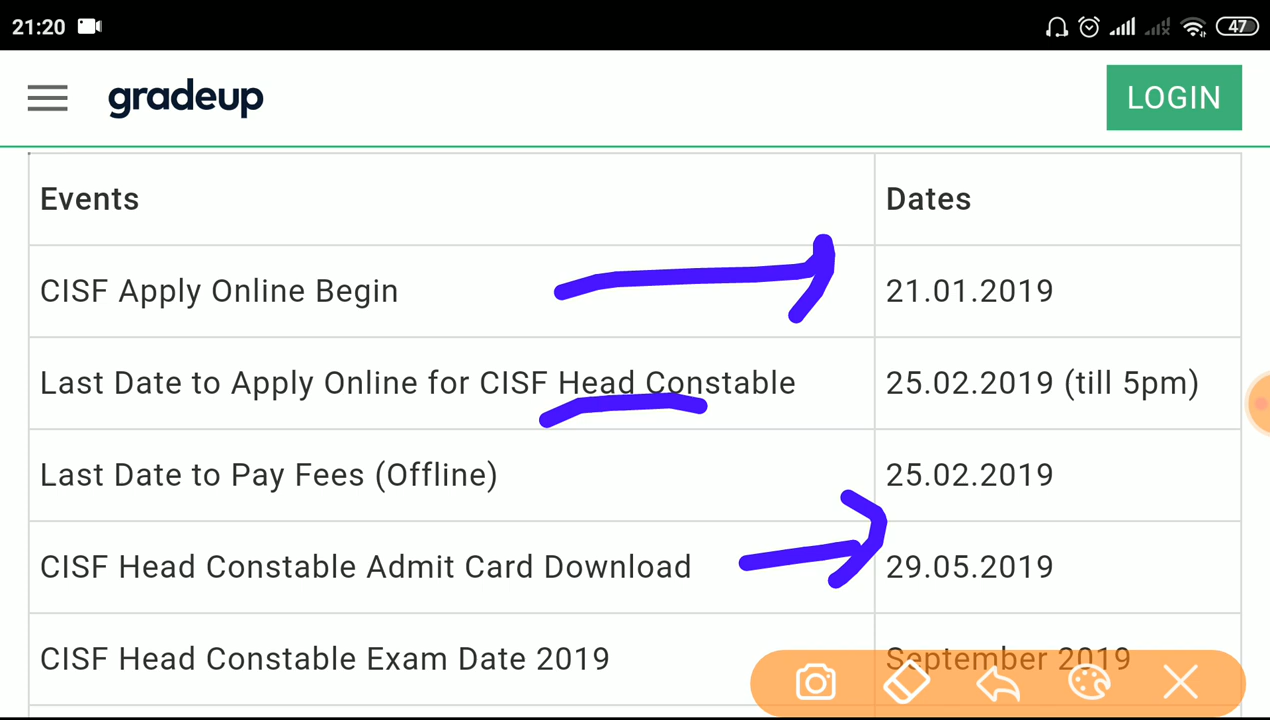 21:20 47
gradeup LOGIN
Events Dates
CISF Apply Online Begin 21.01.2019
Last Date to Apply Online for CISF Head Constable 25.02.2019 (till 5pm)
Last Date to Pay Fees (Offline) 25.02.2019
CISF Head Constable Admit Card Download 29.05.2019
CISF Head Constable Exam Date 2019 September 2019